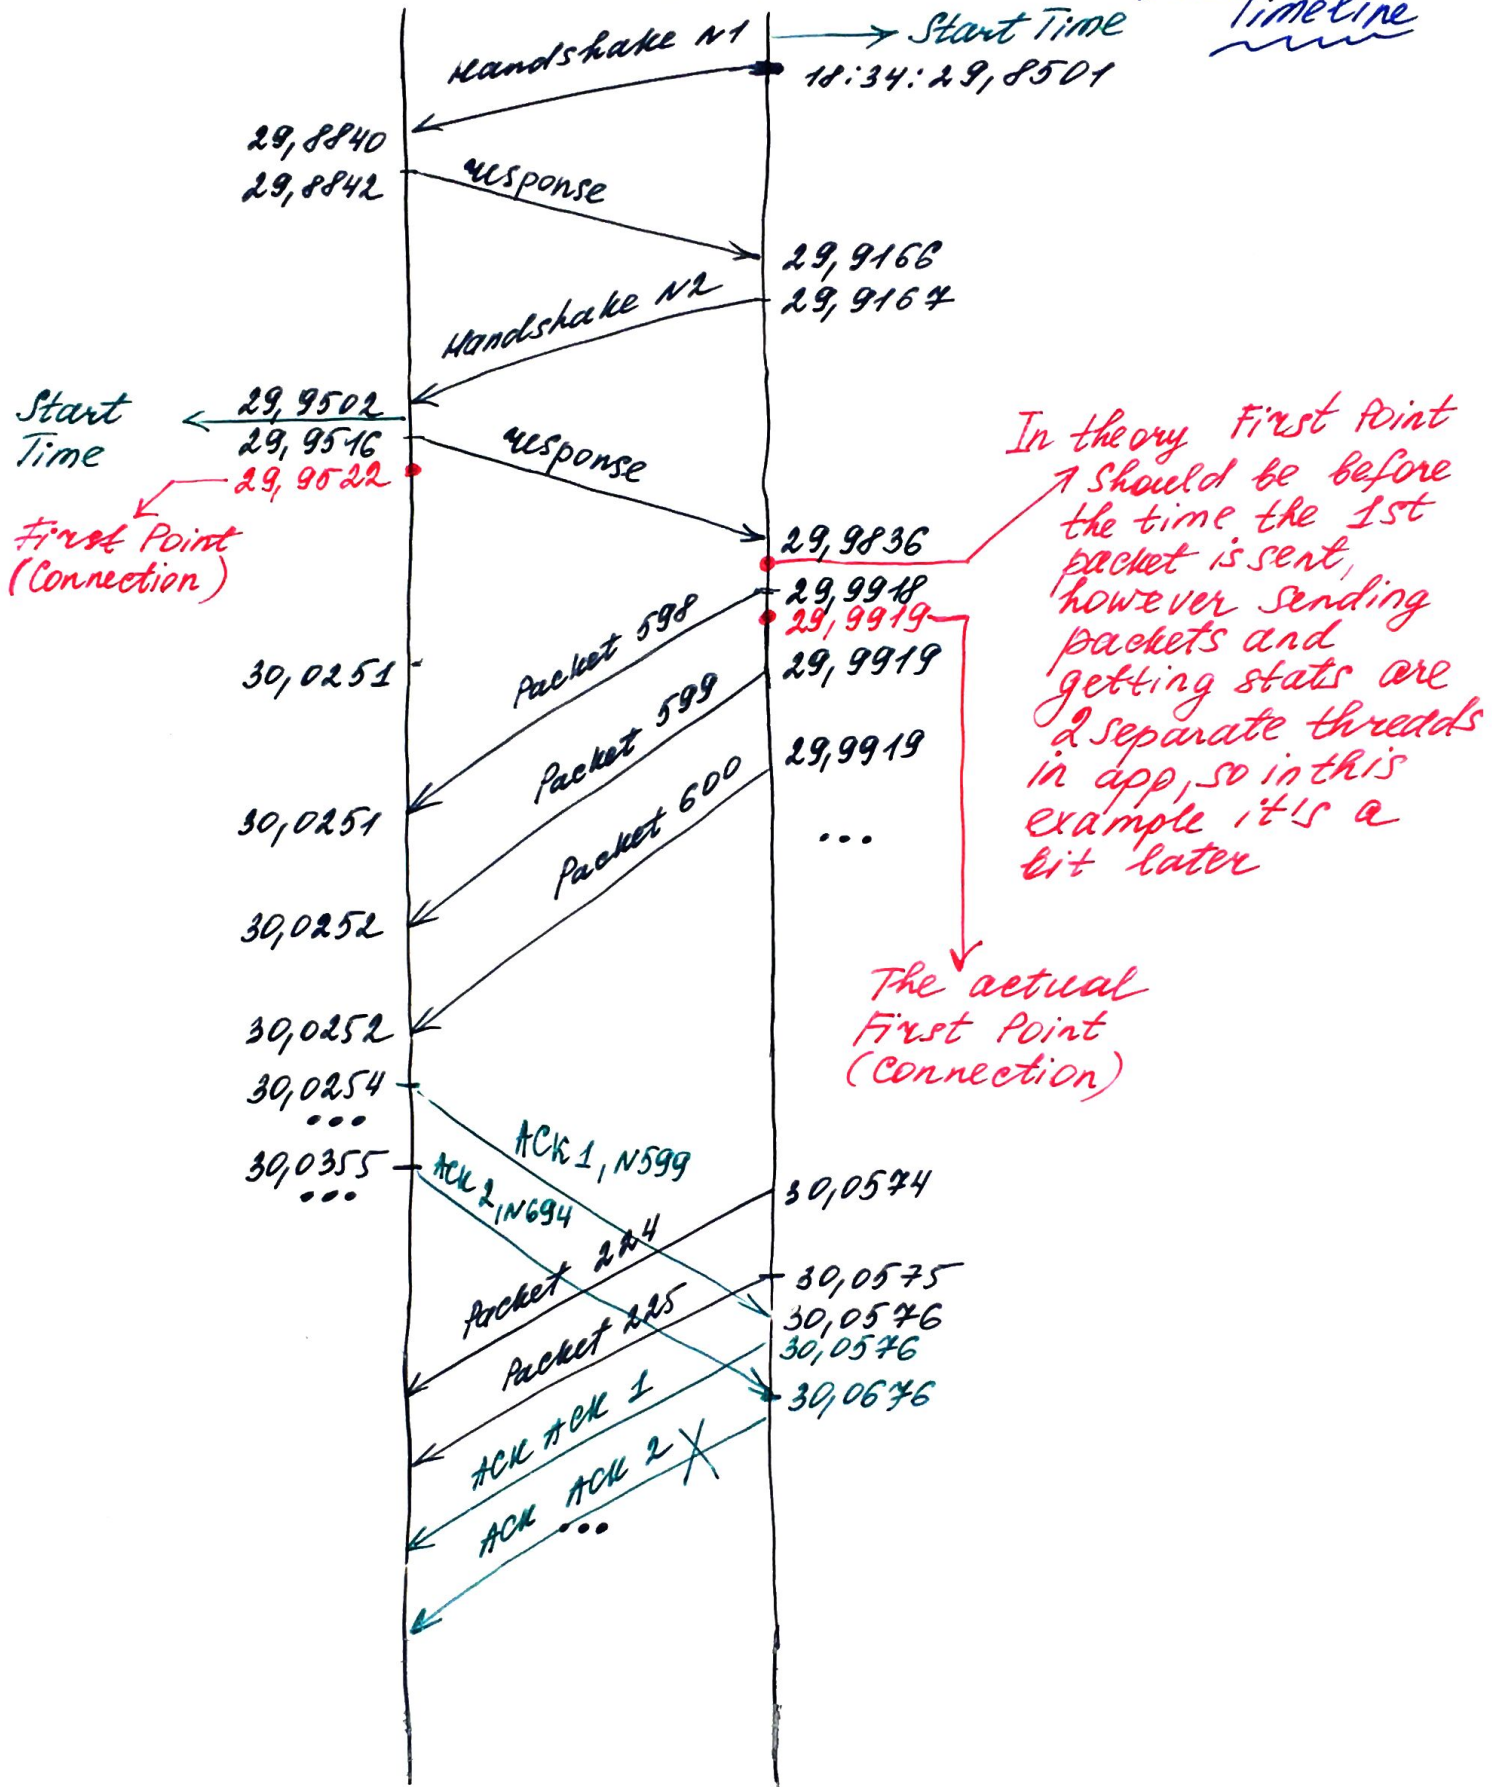 Timeline
Start Time
Handshake N1
18:34:29,8501
29,8840
29,8842
response
29,9166
29,9167
Handshake N2
Start
Time
29,9502
29,9516
29,9522
First Point
(Connection)
response
29,9836
In theory First Point
should be before
the time the 1st
packet is sent,
however sending
packets and
getting stats are
2 separate threads
in app, so in this
example it's a
bit later
29,9918
29,9919
29,9919
Packet 598
30,0251
Packet 599
29,9919
Packet 600
...
30,0251
30,0252
The actual
First Point
(Connection)
30,0252
30,0254
...
30,0355
...
ACK 1, N599
ACK 2, N694
30,0574
Packet 224
30,0575
30,0576
30,0576
30,0676
Packet 225
ACK ACK 1
ACK ACK 2
...